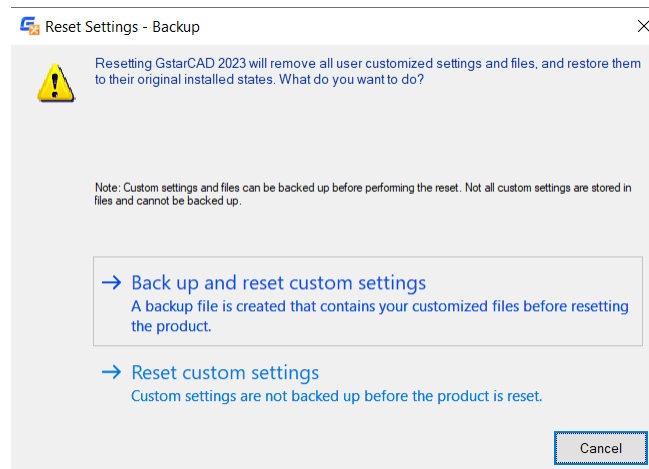 Reset Settings - Backup
Resetting GstarCAD 2023 will remove all user customized settings and files, and restore them
to their original installed states. What do you want to do?
Note: Custom settings and files can be backed up before performing the reset. Not all custom settings are stored in
files and cannot be backed up.
Back up and reset custom settings
A backup file is created that contains your customized files before resetting
the product.
Reset custom settings
Custom settings are not backed up before the product is reset.
Cancel